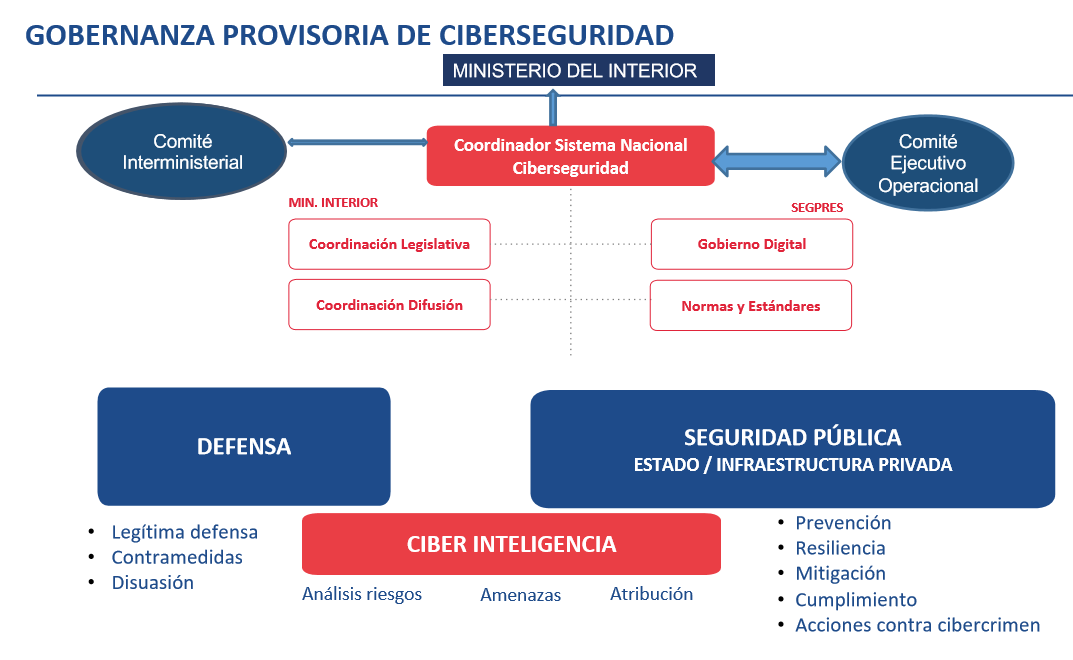 GOBERNANZA PROVISORIA DE CIBERSEGURIDAD
MINISTERIO DEL INTERIOR
Comité
Interministerial
Coordinador Sistema Nacional
Ciberseguridad
Comité
Ejecutivo
Operacional
MIN. INTERIOR
SEGPRES
Coordinación Legislativa
Gobierno Digital
Coordinación Difusión
Normas y Estándares
DEFENSA
SEGURIDAD PÚBLICA
ESTADO / INFRAESTRUCTURA PRIVADA
• Legítima defensa
• Contramedidas
• Disuasión
CIBER INTELIGENCIA
Análisis riesgos
Amenazas
Atribución
• Prevención
• Resiliencia
• Mitigación
• Cumplimiento
• Acciones contra cibercrimen